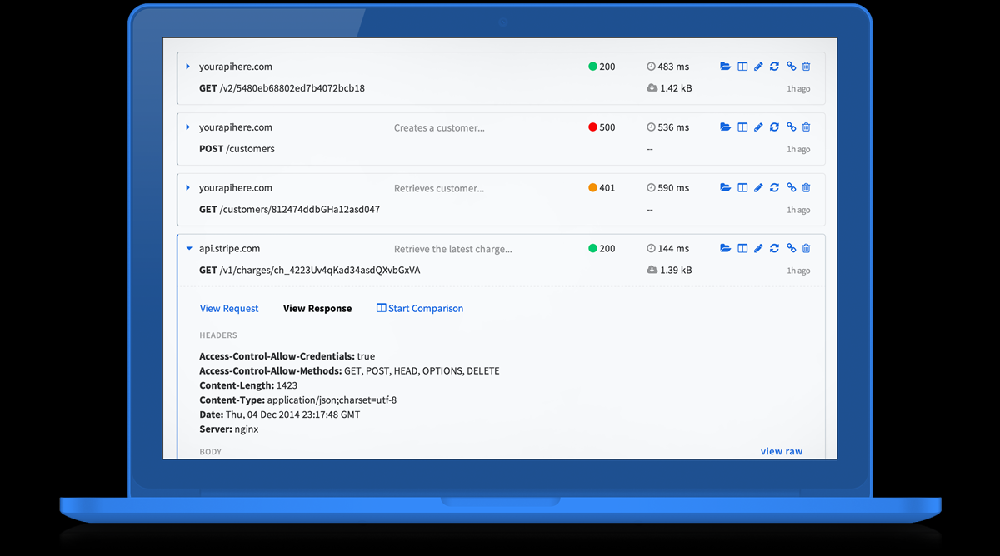 yourapihere.com 200 483 ms
GET /v2/5480eb68802ed7b4072bcb18 1.42 kB 1h ago
yourapihere.com Creates a customer... 500 536 ms
POST /customers -- 1h ago
yourapihere.com Retrieves customer... 401 590 ms
GET /customers/812474ddbGHa12asd047 -- 1h ago
api.stripe.com Retrieve the latest charge... 200 144 ms
GET /v1/charges/ch_4223Uv4qKad34asdQXvbGxVA 1.39 kB 1h ago
View Request View Response Start Comparison
HEADERS
Access-Control-Allow-Credentials: true
Access-Control-Allow-Methods: GET, POST, HEAD, OPTIONS, DELETE
Content-Length: 1423
Content-Type: application/json;charset=utf-8
Date: Thu, 04 Dec 2014 23:17:48 GMT
Server: nginx
BODY view raw